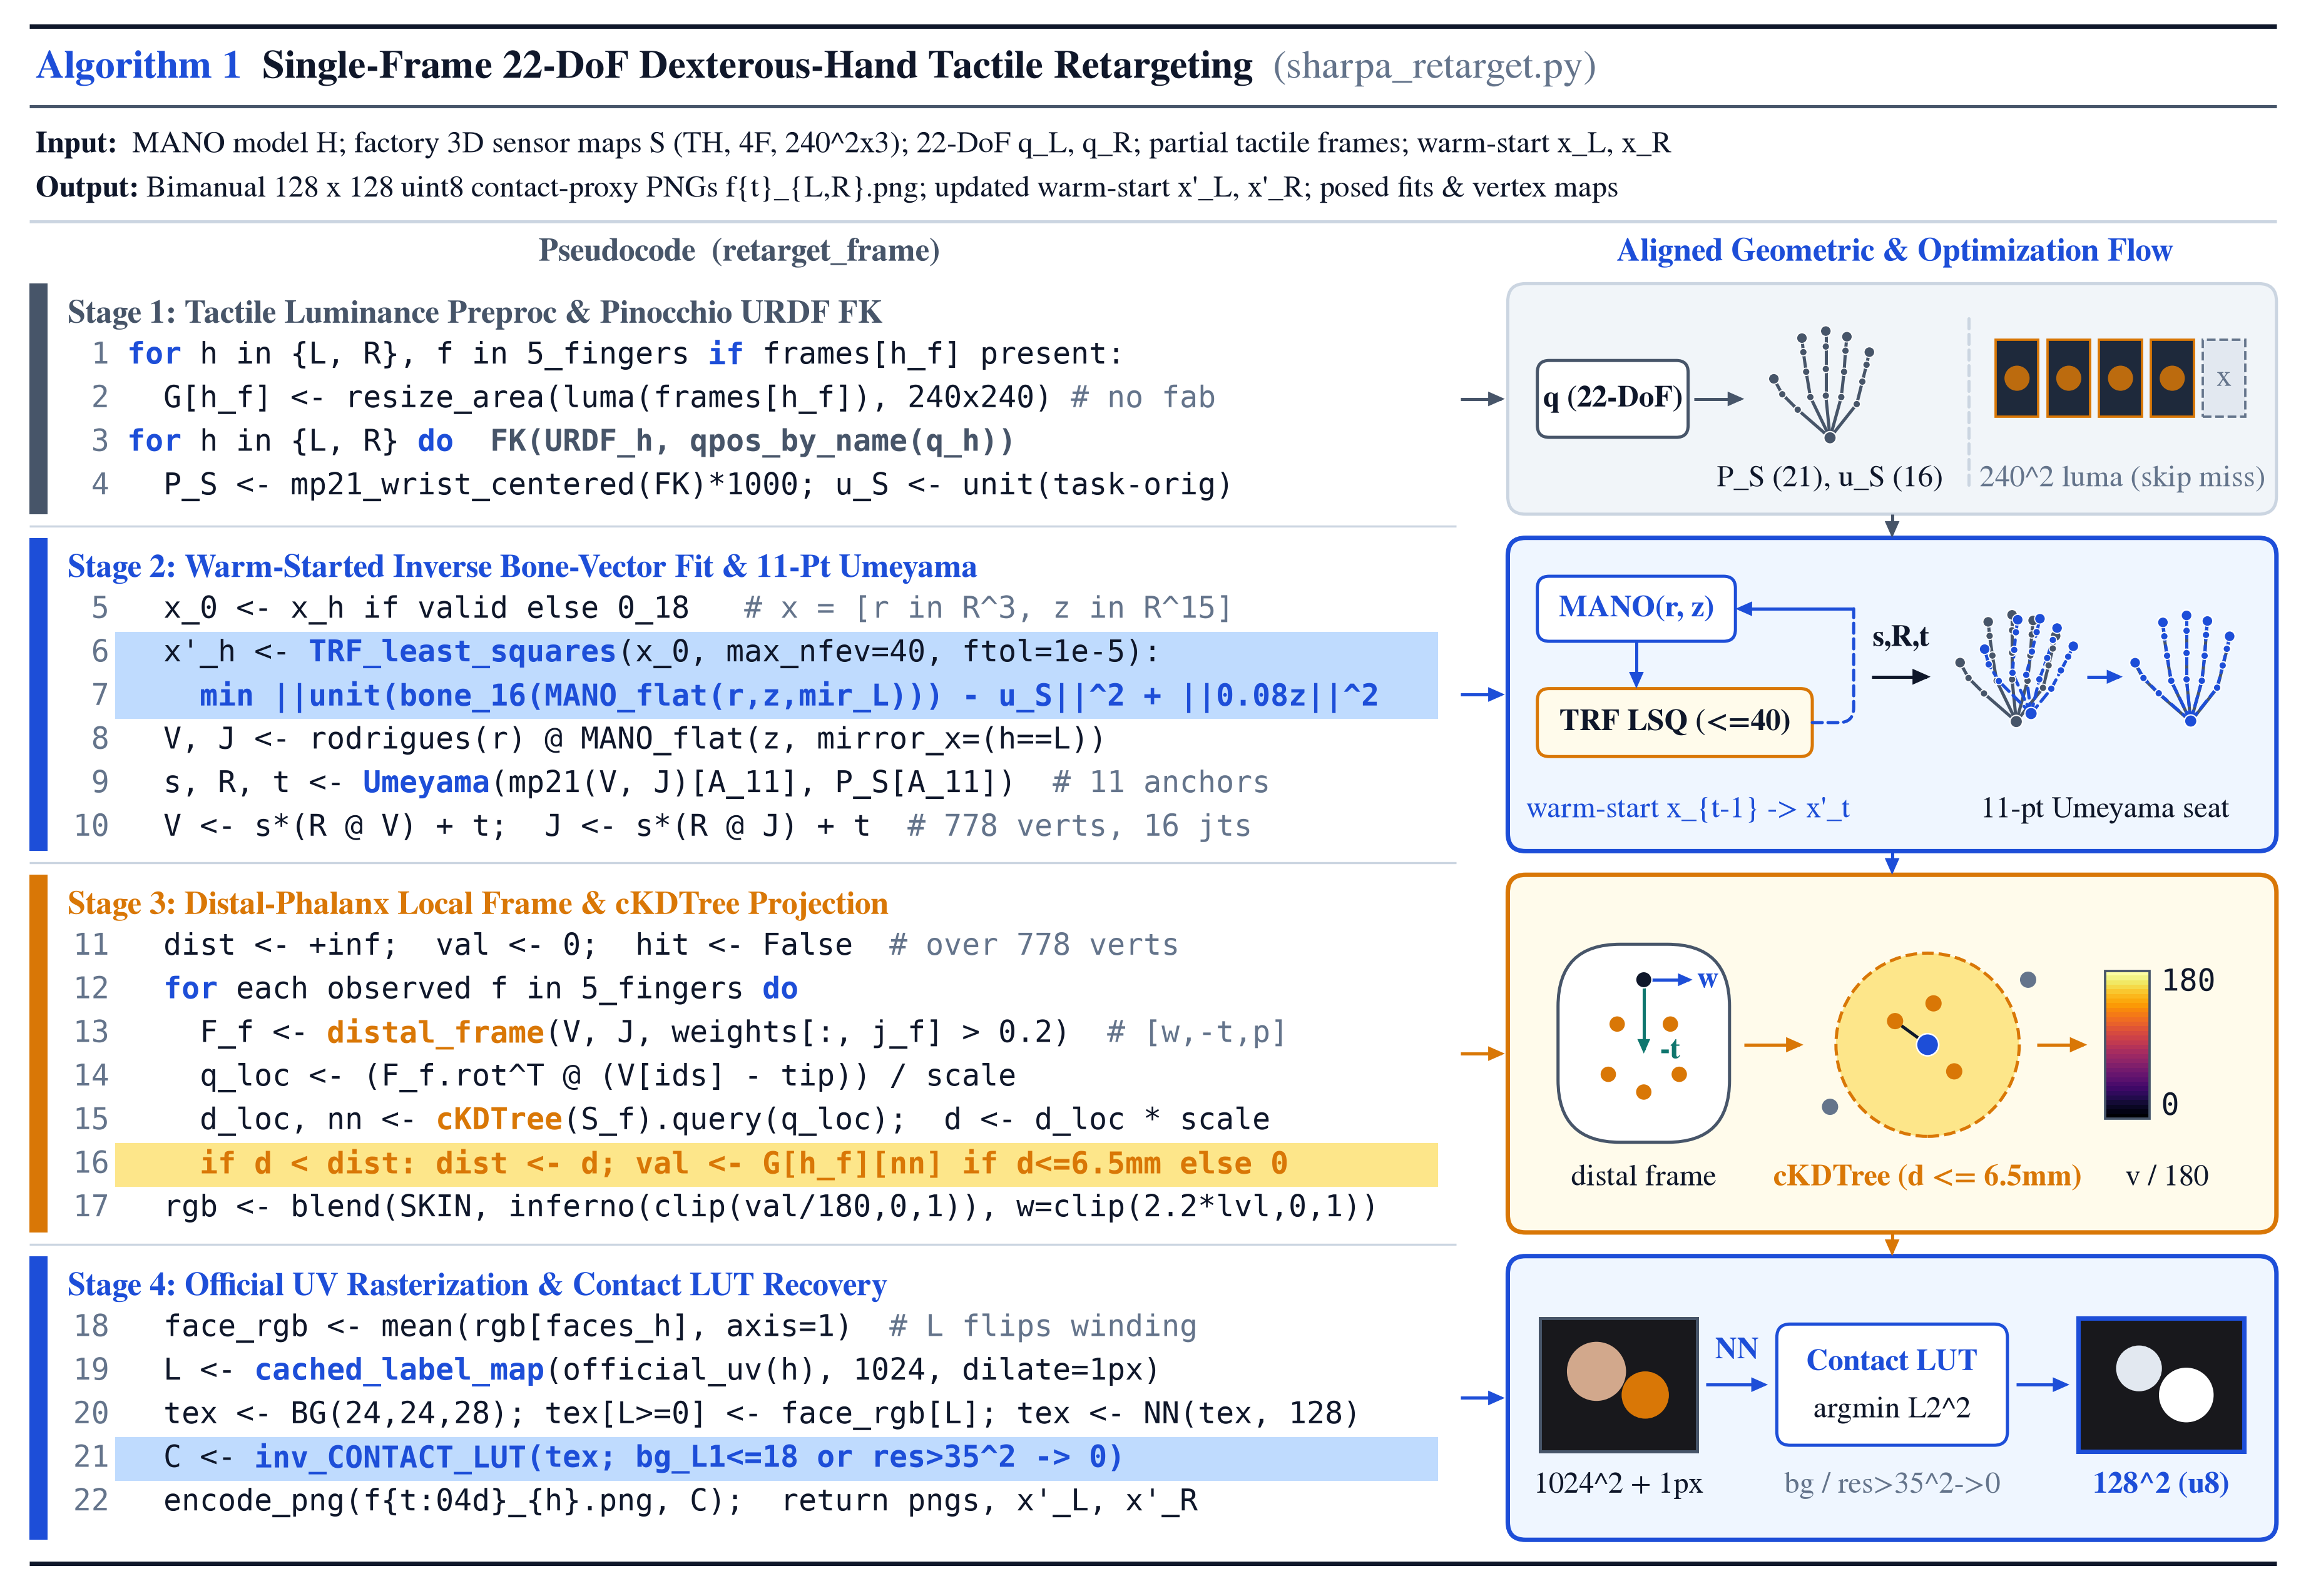 Algorithm 1 Single-Frame 22-DoF Dexterous-Hand Tactile Retargeting (sharpa_retarget.py)
Input: MANO model H; factory 3D sensor maps S (TH, 4F, 240^2x3); 22-DoF q_L, q_R; partial tactile frames; warm-start x_L, x_R
Output: Bimanual 128 x 128 uint8 contact-proxy PNGs f{t}_{L,R}.png; updated warm-start x'_L, x'_R; posed fits & vertex maps
Pseudocode (retarget_frame)
Stage 1: Tactile Luminance Preproc & Pinocchio URDF FK
1 for h in {L, R}, f in 5_fingers if frames[h_f] present:
2 G[h_f] <- resize_area(luma(frames[h_f]), 240x240) # no fab
3 for h in {L, R} do FK(URDF_h, qpos_by_name(q_h))
4 P_S <- mp21_wrist_centered(FK)*1000; u_S <- unit(task-orig)
Stage 2: Warm-Started Inverse Bone-Vector Fit & 11-Pt Umeyama
5 x_0 <- x_h if valid else 0_18 # x = [r in R^3, z in R^15]
6 x'_h <- TRF_least_squares(x_0, max_nfev=40, ftol=1e-5):
7 min ||unit(bone_16(MANO_flat(r,z,mir_L))) - u_S||^2 + ||0.08z||^2
8 V, J <- rodrigues(r) @ MANO_flat(z, mirror_x=(h==L))
9 s, R, t <- Umeyama(mp21(V, J)[A_11], P_S[A_11]) # 11 anchors
10 V <- s*(R @ V) + t; J <- s*(R @ J) + t # 778 verts, 16 jts
Stage 3: Distal-Phalanx Local Frame & cKDTree Projection
11 dist <- +inf; val <- 0; hit <- False # over 778 verts
12 for each observed f in 5_fingers do
13 F_f <- distal_frame(V, J, weights[:, j_f] > 0.2) # [w,-t,p]
14 q_loc <- (F_f.rot^T @ (V[ids] - tip)) / scale
15 d_loc, nn <- cKDTree(S_f).query(q_loc); d <- d_loc * scale
16 if d < dist: dist <- d; val <- G[h_f][nn] if d<=6.5mm else 0
17 rgb <- blend(SKIN, inferno(clip(val/180,0,1)), w=clip(2.2*lvl,0,1))
Stage 4: Official UV Rasterization & Contact LUT Recovery
18 face_rgb <- mean(rgb[faces_h], axis=1) # L flips winding
19 L <- cached_label_map(official_uv(h), 1024, dilate=1px)
20 tex <- BG(24,24,28); tex[L>=0] <- face_rgb[L]; tex <- NN(tex, 128)
21 C <- inv_CONTACT_LUT(tex; bg_L1<=18 or res>35^2 -> 0)
22 encode_png(f{t:04d}_{h}.png, C); return pngs, x'_L, x'_R
Aligned Geometric & Optimization Flow
q (22-DoF)
x
P_S (21), u_S (16)
240^2 luma (skip miss)
MANO(r, z)
s,R,t
TRF LSQ (<=40)
warm-start x_{t-1} -> x'_t
11-pt Umeyama seat
w
-t
180
0
distal frame
cKDTree (d <= 6.5mm)
v / 180
NN
Contact LUT
argmin L2^2
1024^2 + 1px
bg / res>35^2->0
128^2 (u8)